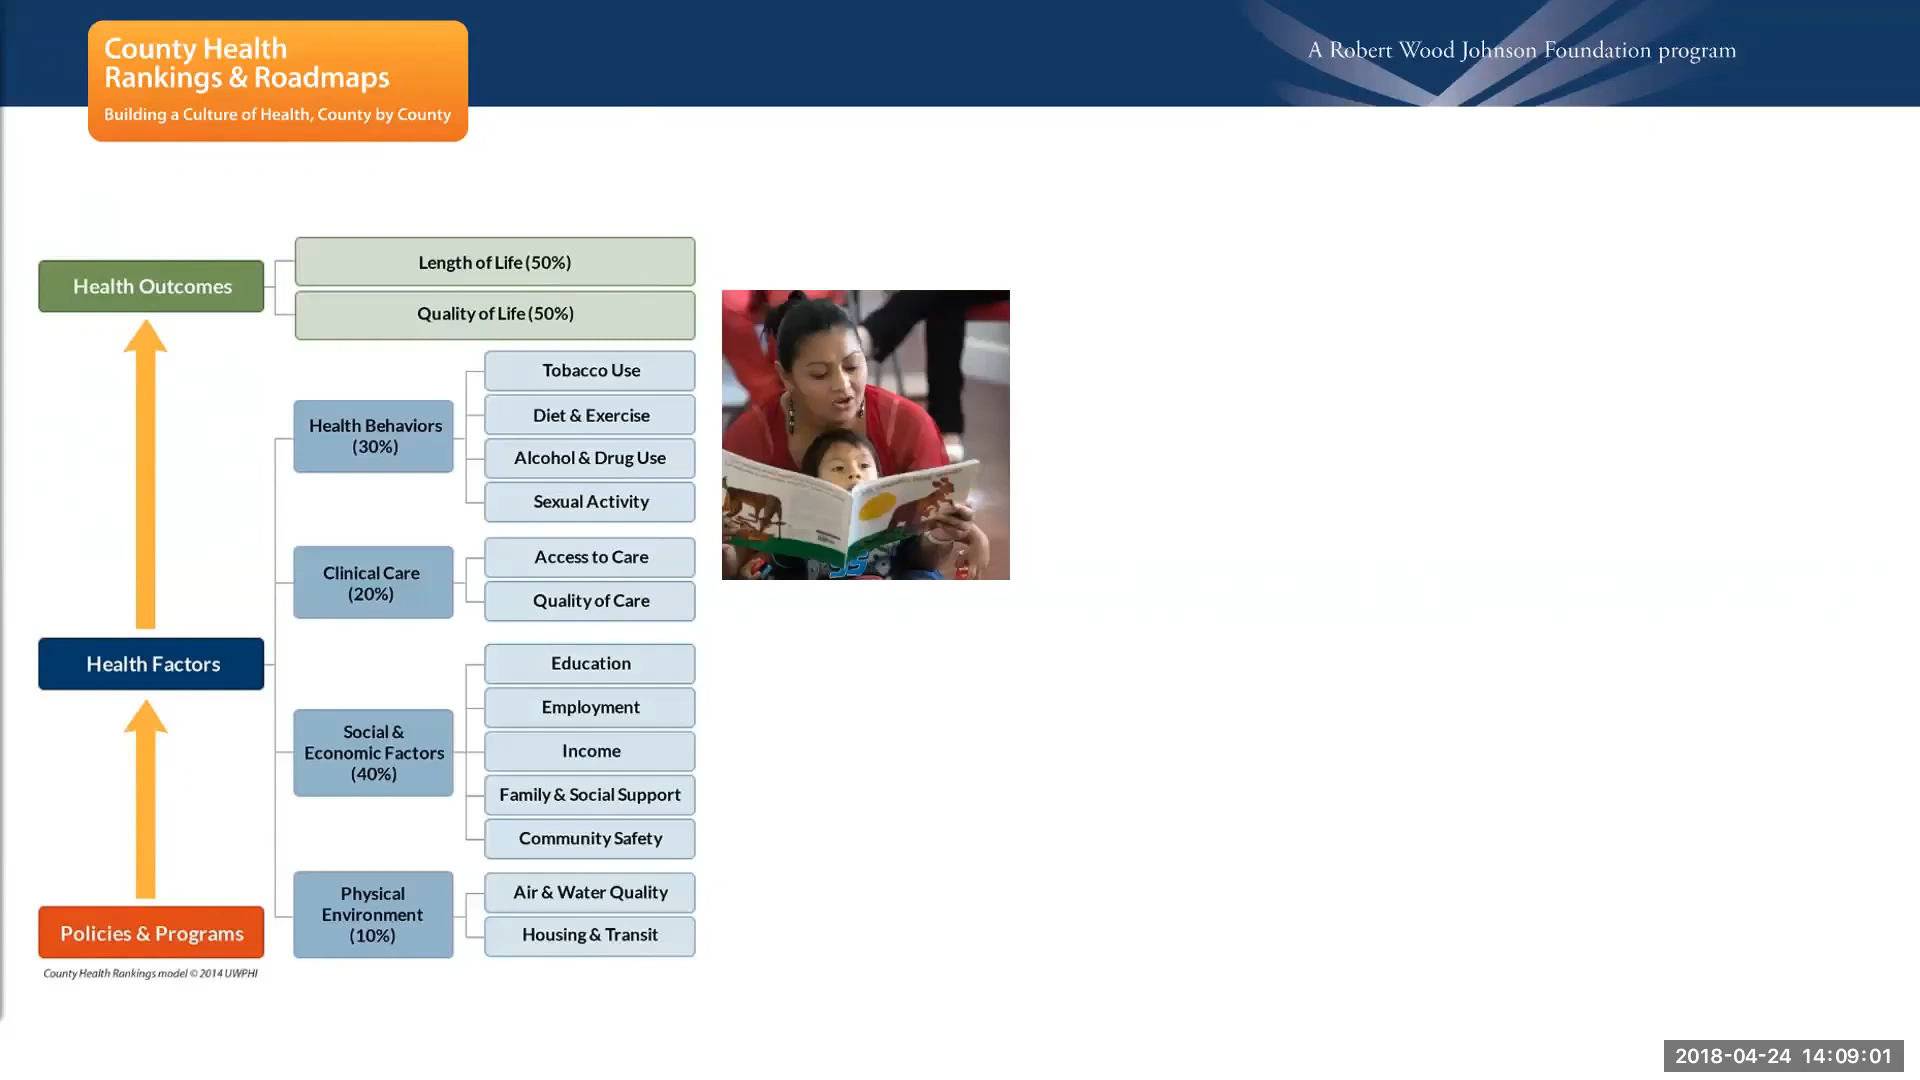 County Health
Rankings & Roadmaps
Building a Culture of Health, County by County
A Robert Wood Johnson Foundation program
Health Outcomes
Length of Life (50%)
Quality of Life (50%)
Health Behaviors
(30%)
Tobacco Use
Diet & Exercise
Alcohol & Drug Use
Sexual Activity
Clinical Care
(20%)
Access to Care
Quality of Care
Health Factors
Social &
Economic Factors
(40%)
Education
Employment
Income
Family & Social Support
Community Safety
Physical
Environment
(10%)
Air & Water Quality
Housing & Transit
Policies & Programs
County Health Rankings model © 2014 UWPHI
2018-04-24 14:09:01